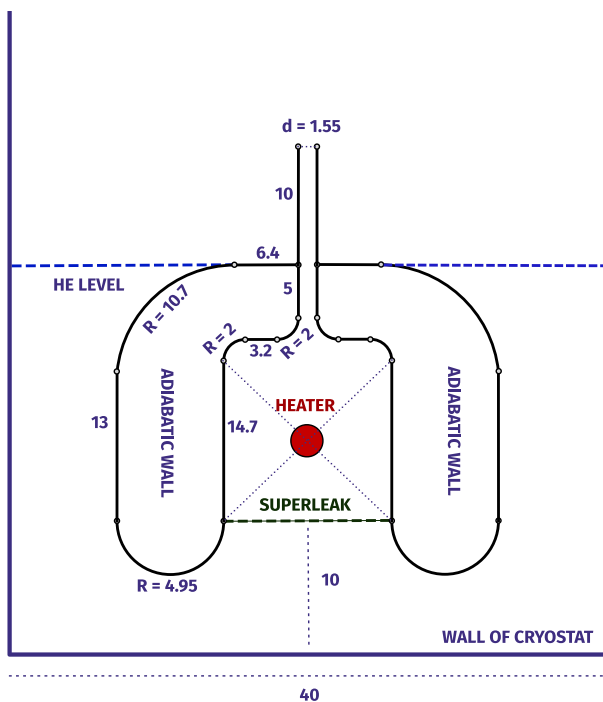 d = 1.55
10
6.4
HE LEVEL
5
R = 10.7
R = 2
3.2
R = 2
ADIABATIC WALL
ADIABATIC WALL
HEATER
13
14.7
SUPERLEAK
R = 4.95
10
WALL OF CRYOSTAT
40